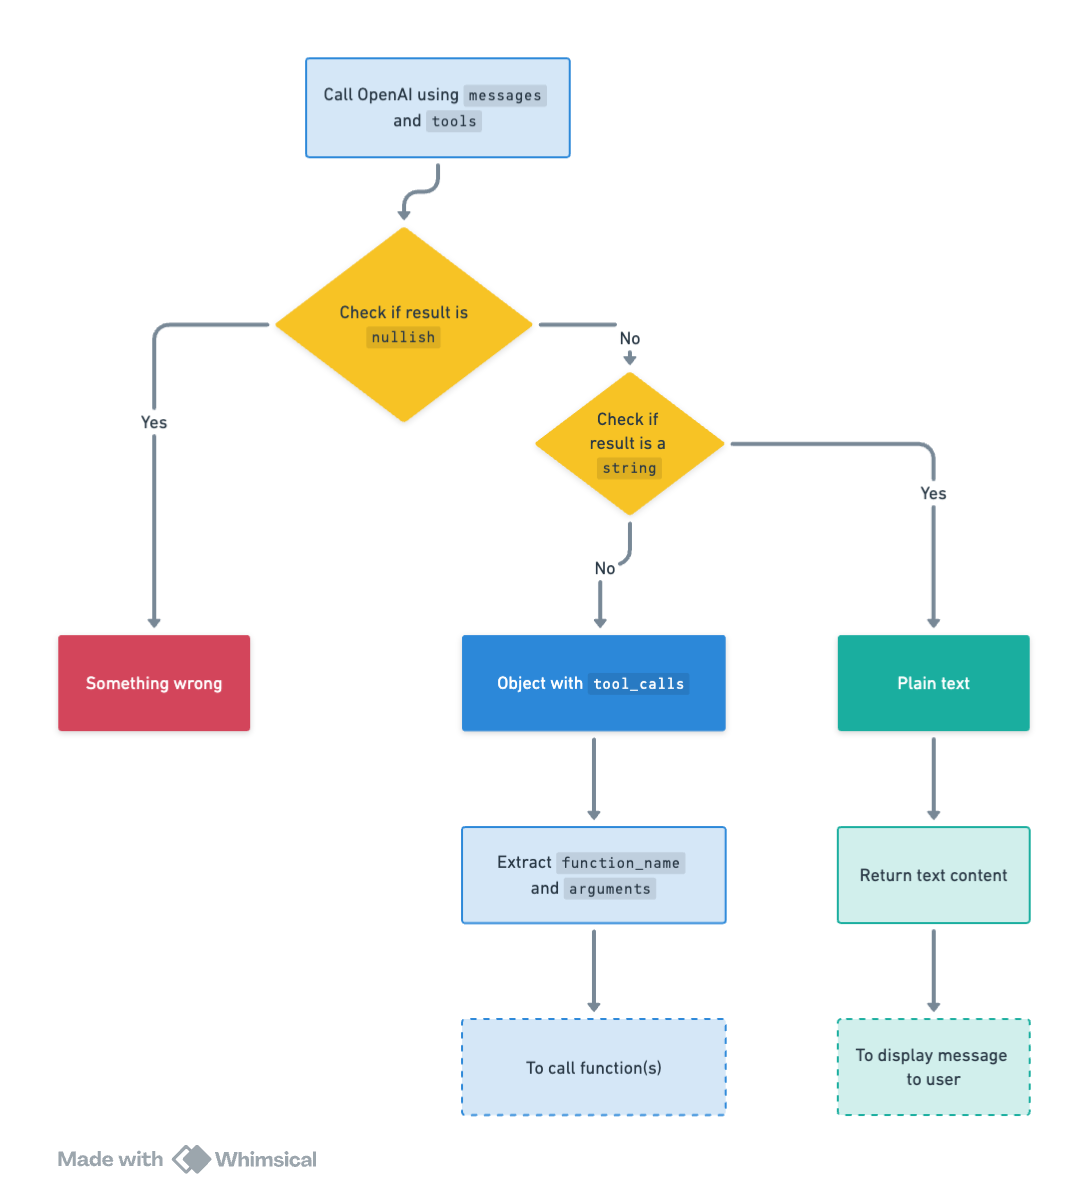 Call OpenAI using messages
and tools
Check if result is
nullish
No
Yes
Check if
result is a
string
Yes
No
Something wrong
Object with tool_calls
Plain text
Extract function_name
and arguments
Return text content
To call function(s)
To display message
to user
Made with Whimsical